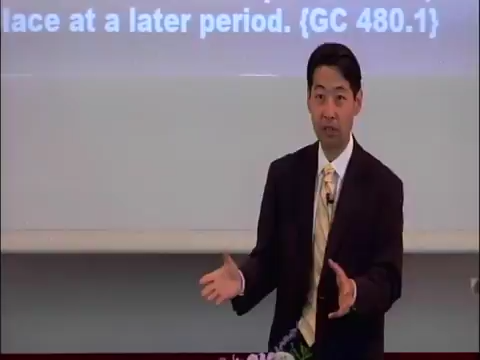 lace at a later period. {GC 480.1}